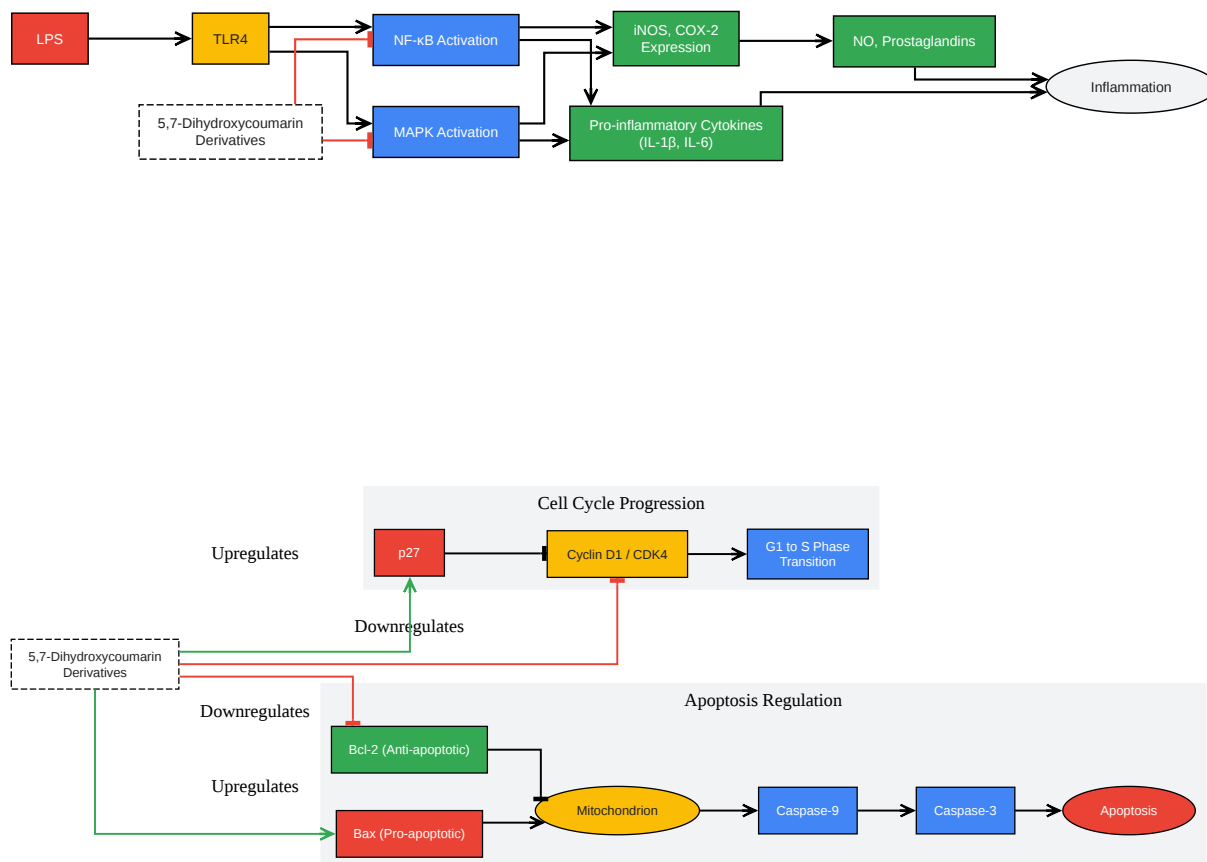 LPS
TLR4
NF-κB Activation
iNOS, COX-2
Expression
NO, Prostaglandins
Inflammation
5,7-Dihydroxycoumarin
Derivatives
MAPK Activation
Pro-inflammatory Cytokines
(IL-1β, IL-6)
Cell Cycle Progression
Upregulates
p27
Cyclin D1 / CDK4
G1 to S Phase
Transition
Downregulates
5,7-Dihydroxycoumarin
Derivatives
Apoptosis Regulation
Downregulates
Bcl-2 (Anti-apoptotic)
Upregulates
Bax (Pro-apoptotic)
Mitochondrion
Caspase-9
Caspase-3
Apoptosis